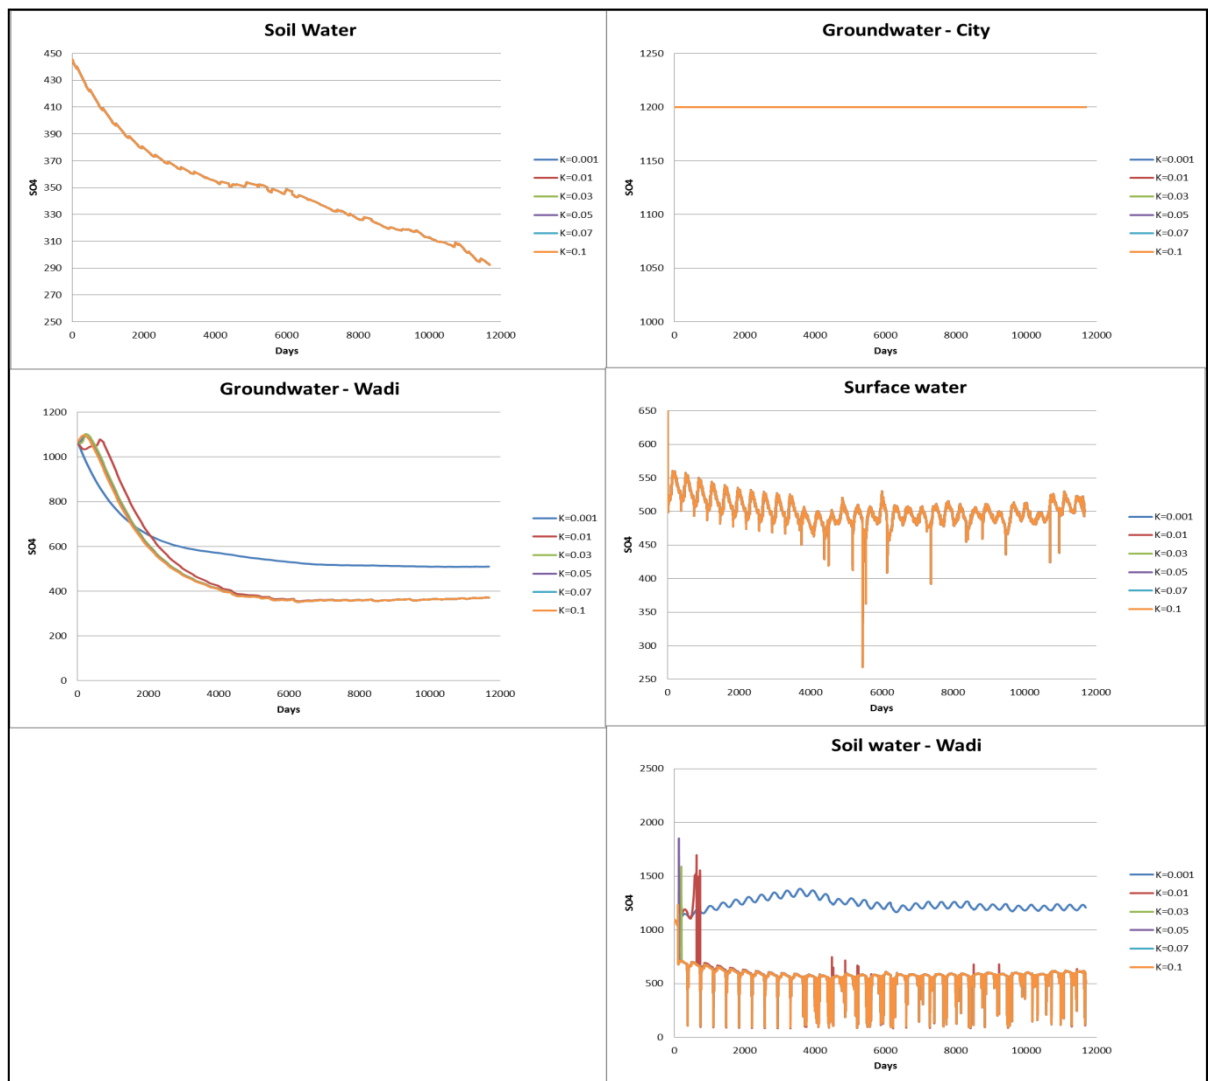 Soil Water
450
430
410
390
370
350
330
310
290
270
250
SO4
0 2000 4000 6000 8000 10000 12000
Days
K=0.001
K=0.01
K=0.03
K=0.05
K=0.07
K=0.1
Groundwater - City
1250
1200
1150
1100
1050
1000
SO4
0 2000 4000 6000 8000 10000 12000
Days
K=0.001
K=0.01
K=0.03
K=0.05
K=0.07
K=0.1
Groundwater - Wadi
1200
1000
800
600
400
200
0
SO4
0 2000 4000 6000 8000 10000 12000
Days
K=0.001
K=0.01
K=0.03
K=0.05
K=0.07
K=0.1
Surface water
650
600
550
500
450
400
350
300
250
SO4
0 2000 4000 6000 8000 10000 12000
Days
K=0.001
K=0.01
K=0.03
K=0.05
K=0.07
K=0.1
Soil water - Wadi
2500
2000
1500
1000
500
0
SO4
0 2000 4000 6000 8000 10000 12000
Days
K=0.001
K=0.01
K=0.03
K=0.05
K=0.07
K=0.1